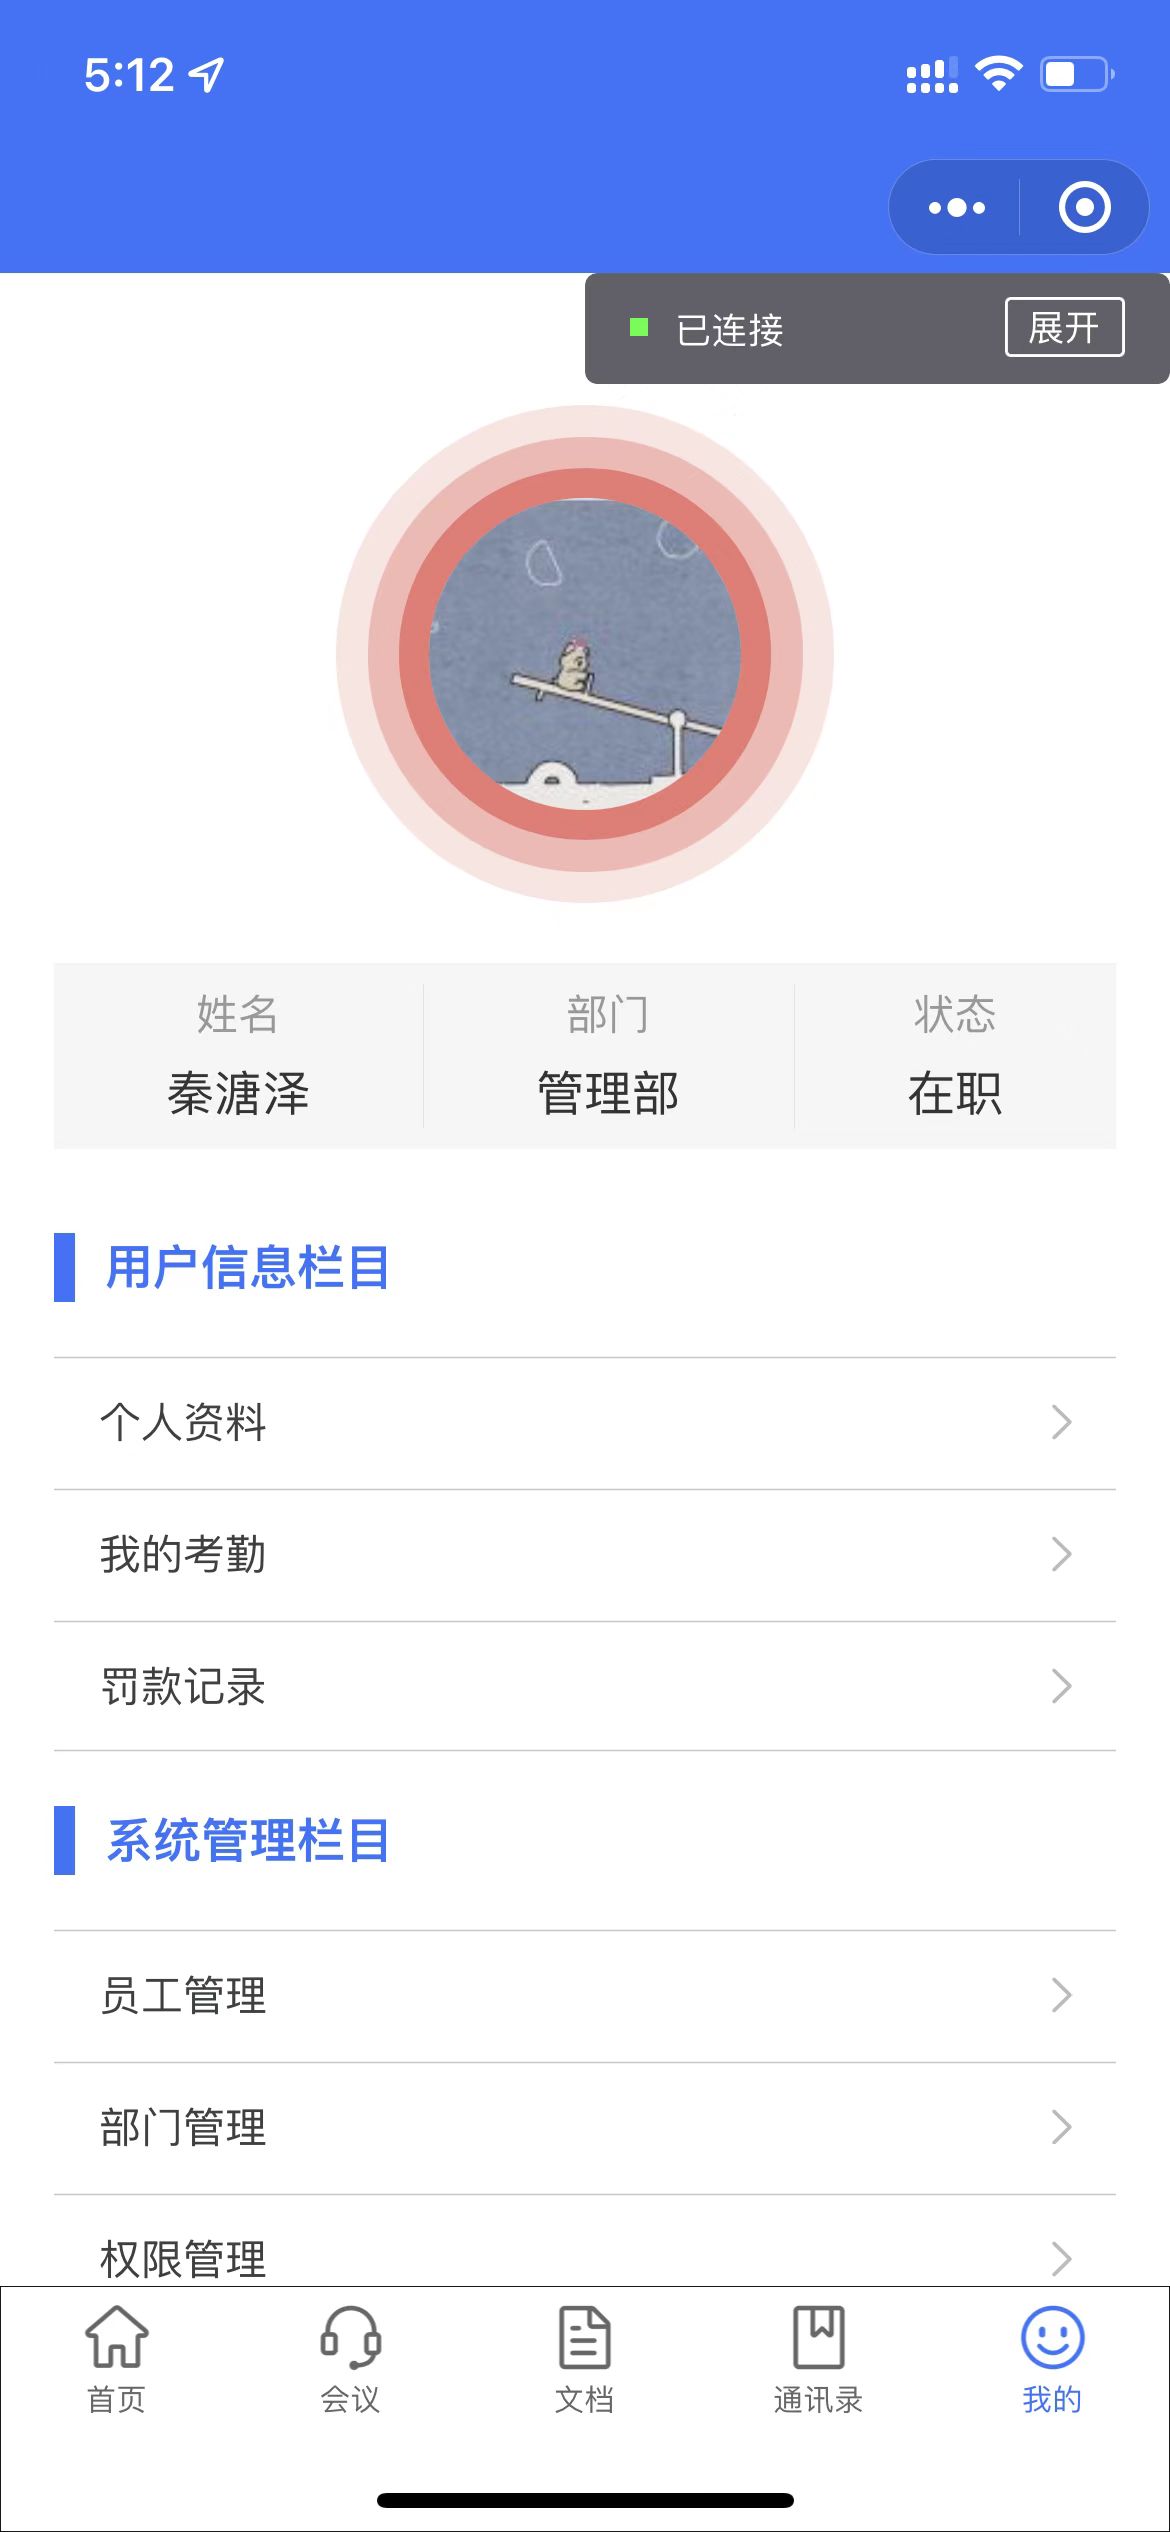 5:12
已连接
展开
姓名 部门 状态
秦溏泽 管理部 在职
用户信息栏目
个人资料
我的考勤
罚款记录
系统管理栏目
员工管理
部门管理
权限管理
首页 会议 文档 通讯录 我的